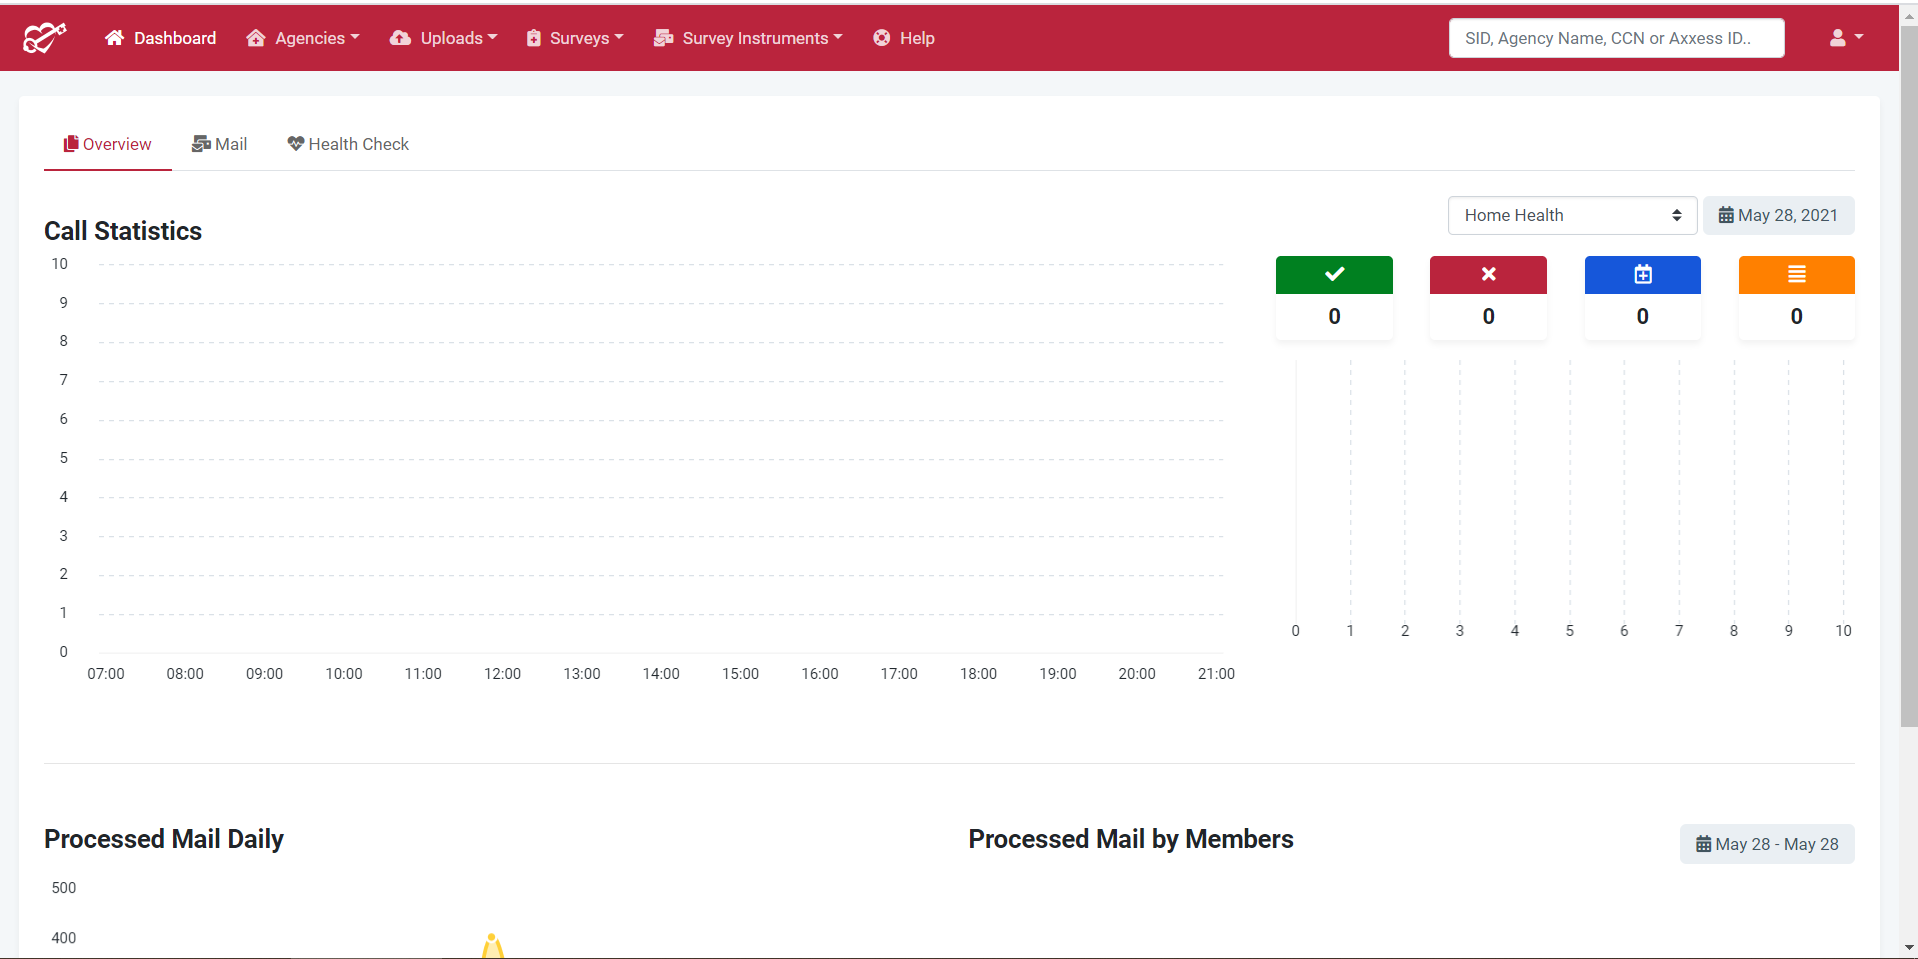 Dashboard Agencies Uploads Surveys Survey Instruments Help SID, Agency Name, CCN or Axxess ID..
Overview Mail Health Check
Call Statistics
Home Health May 28, 2021
10
9
8
7
6
5
4
3
2
1
0
07:00 08:00 09:00 10:00 11:00 12:00 13:00 14:00 15:00 16:00 17:00 18:00 19:00 20:00 21:00
0 0 0 0
0 1 2 3 4 5 6 7 8 9 10
Processed Mail Daily
500
400
Processed Mail by Members
May 28 - May 28